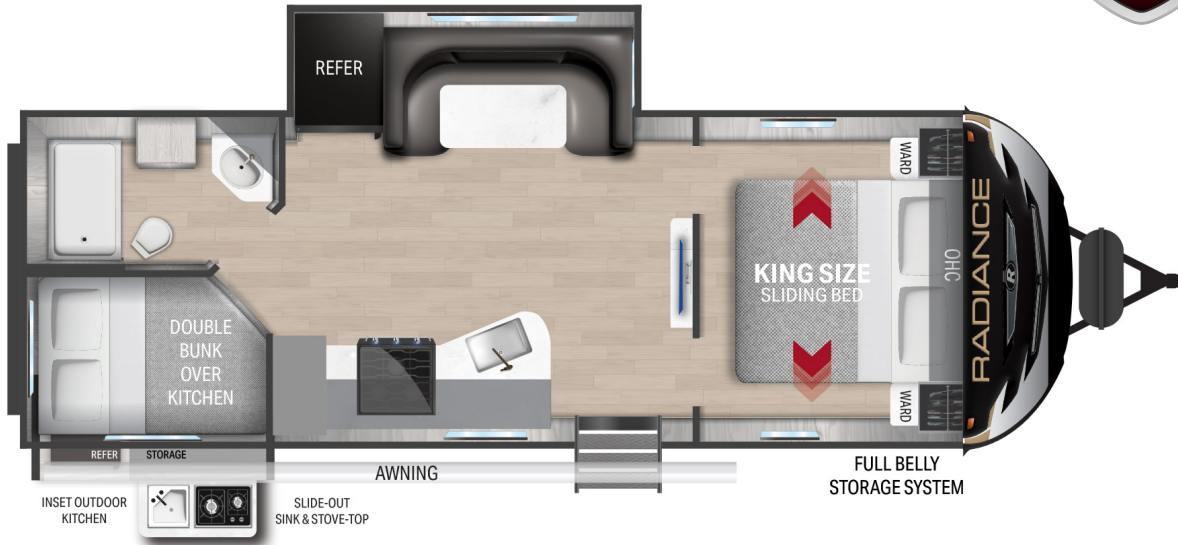 REFER
WARD
RADIANCE
R
OHC
KING SIZE
SLIDING BED
DOUBLE
BUNK
OVER
KITCHEN
WARD
REFER
STORAGE
AWNING
FULL BELLY
STORAGE SYSTEM
INSET OUTDOOR
KITCHEN
SLIDE-OUT
SINK & STOVE-TOP